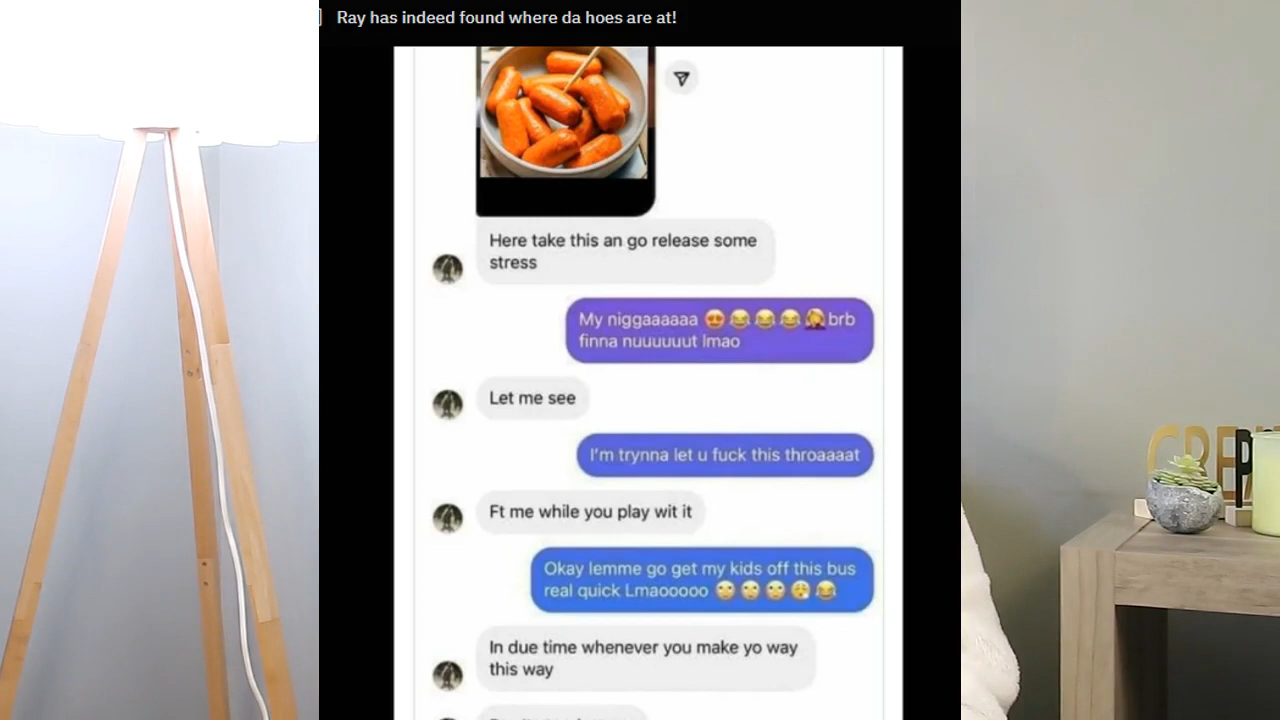 Ray has indeed found where da hoes are at!
Here take this an go release some
stress
My niggaaaaaa 😍😂😂😂🤦‍♀️brb
finna nuuuuuut lmao
Let me see
I'm trynna let u fuck this throaaaat
Ft me while you play wit it
Okay lemme go get my kids off this bus
real quick Lmaooooo 🙄🙄🙄😮‍💨😂
In due time whenever you make yo way
this way